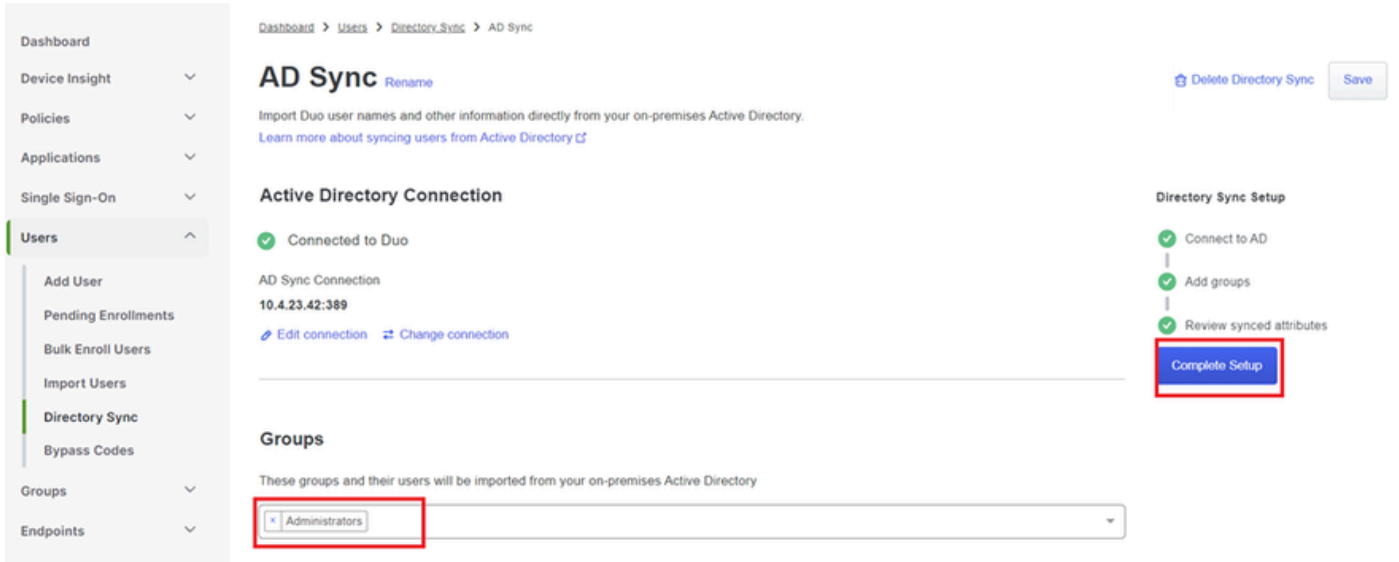 Dashboard
Device Insight
Policies
Applications
Single Sign-On
Users
Add User
Pending Enrollments
Bulk Enroll Users
Import Users
Directory Sync
Bypass Codes
Groups
Endpoints
Dashboard > Users > Directory Sync > AD Sync
AD Sync Rename
Delete Directory Sync Save
Import Duo user names and other information directly from your on-premises Active Directory.
Learn more about syncing users from Active Directory
Active Directory Connection
Connected to Duo
AD Sync Connection
10.4.23.42:389
Edit connection Change connection
Directory Sync Setup
Connect to AD
Add groups
Review synced attributes
Complete Setup
Groups
These groups and their users will be imported from your on-premises Active Directory
× Administrators